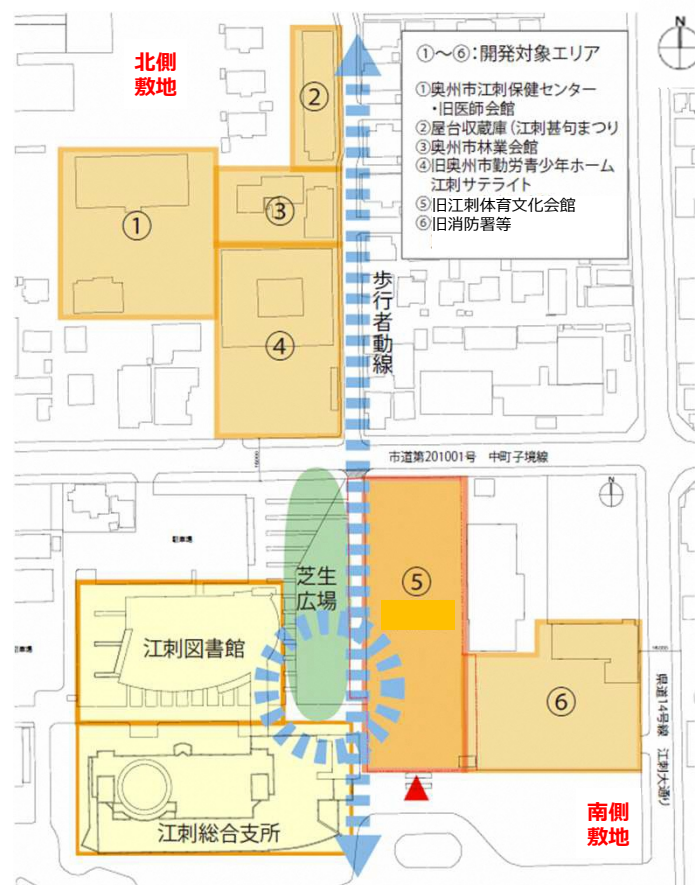 北側
敷地
N
①～⑥:開発対象エリア
①奥州市江刺保健センター
・旧医師会館
②屋台収蔵庫(江刺甚句まつり
③奥州市林業会館
④旧奥州市勤労青少年ホーム
江刺サテライト
⑤旧江刺体育文化会館
⑥旧消防署等
②
①
③
④
歩行者動線
市道第201001号 中町子境線
N
駐車場
芝生
広場
⑤
江刺図書館
⑥
県道14号線 江刺大通り
江刺総合支所
南側
敷地